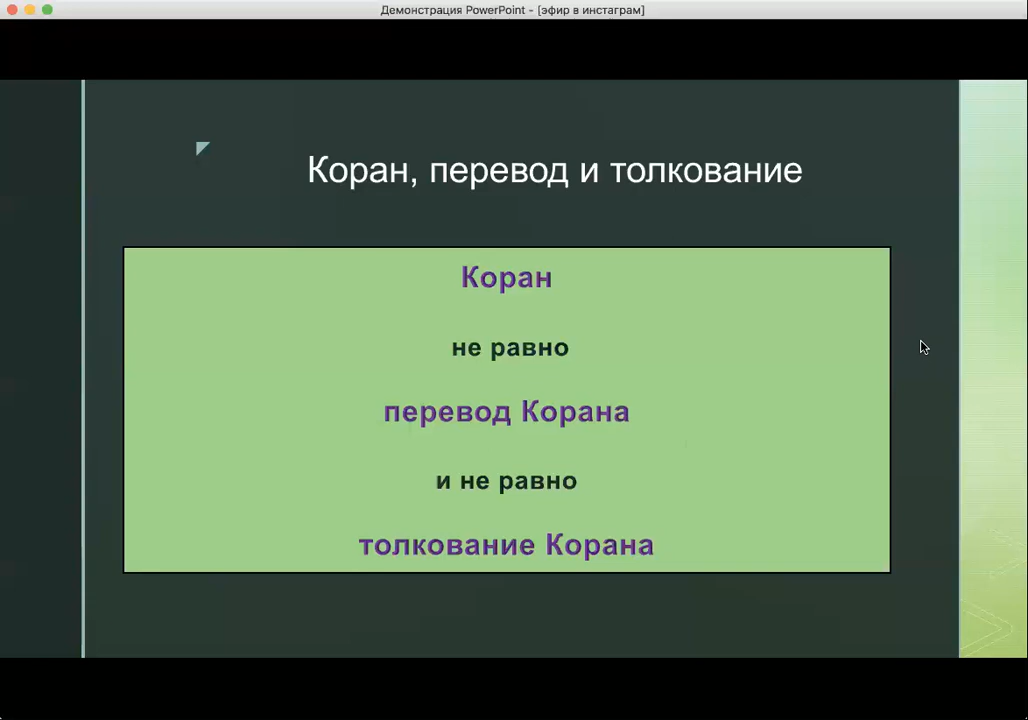 Демонстрация PowerPoint - [эфир в инстаграм]
Коран, перевод и толкование
Коран
не равно
перевод Корана
и не равно
толкование Корана